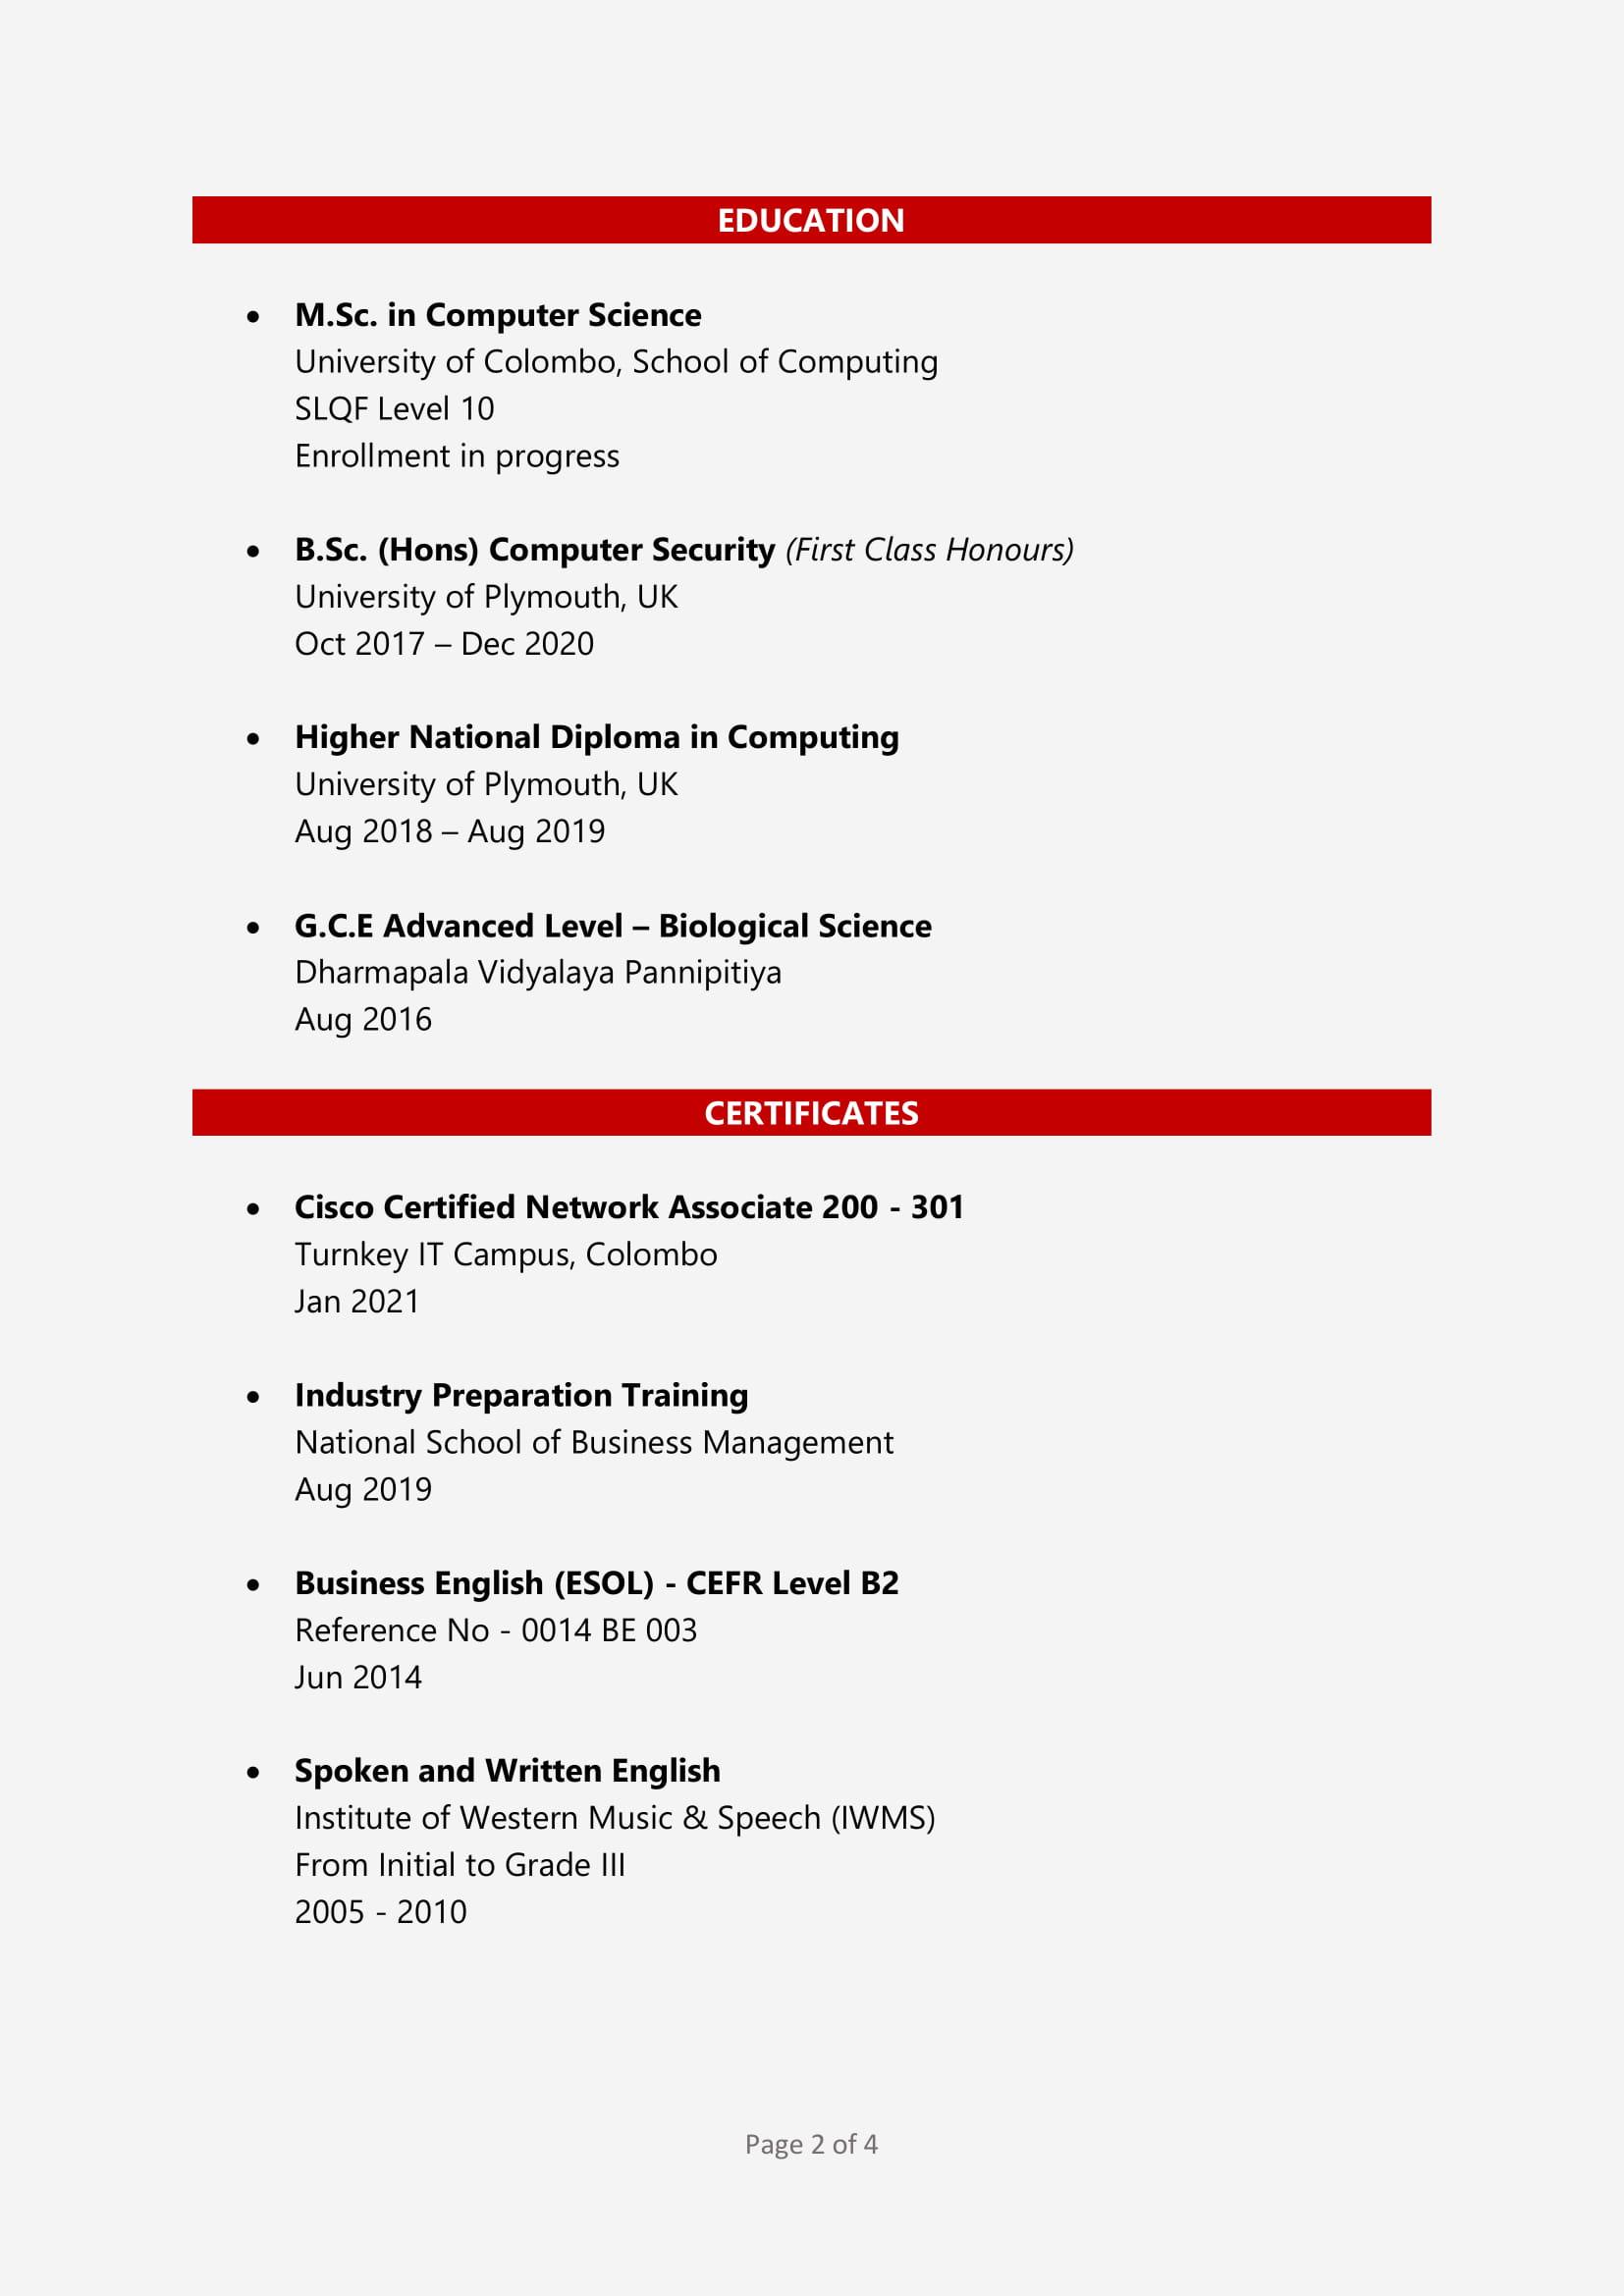 EDUCATION
• M.Sc. in Computer Science
University of Colombo, School of Computing
SLQF Level 10
Enrollment in progress
• B.Sc. (Hons) Computer Security (First Class Honours)
University of Plymouth, UK
Oct 2017 – Dec 2020
• Higher National Diploma in Computing
University of Plymouth, UK
Aug 2018 – Aug 2019
• G.C.E Advanced Level – Biological Science
Dharmapala Vidyalaya Pannipitiya
Aug 2016
CERTIFICATES
• Cisco Certified Network Associate 200 - 301
Turnkey IT Campus, Colombo
Jan 2021
• Industry Preparation Training
National School of Business Management
Aug 2019
• Business English (ESOL) - CEFR Level B2
Reference No - 0014 BE 003
Jun 2014
• Spoken and Written English
Institute of Western Music & Speech (IWMS)
From Initial to Grade III
2005 - 2010
Page 2 of 4